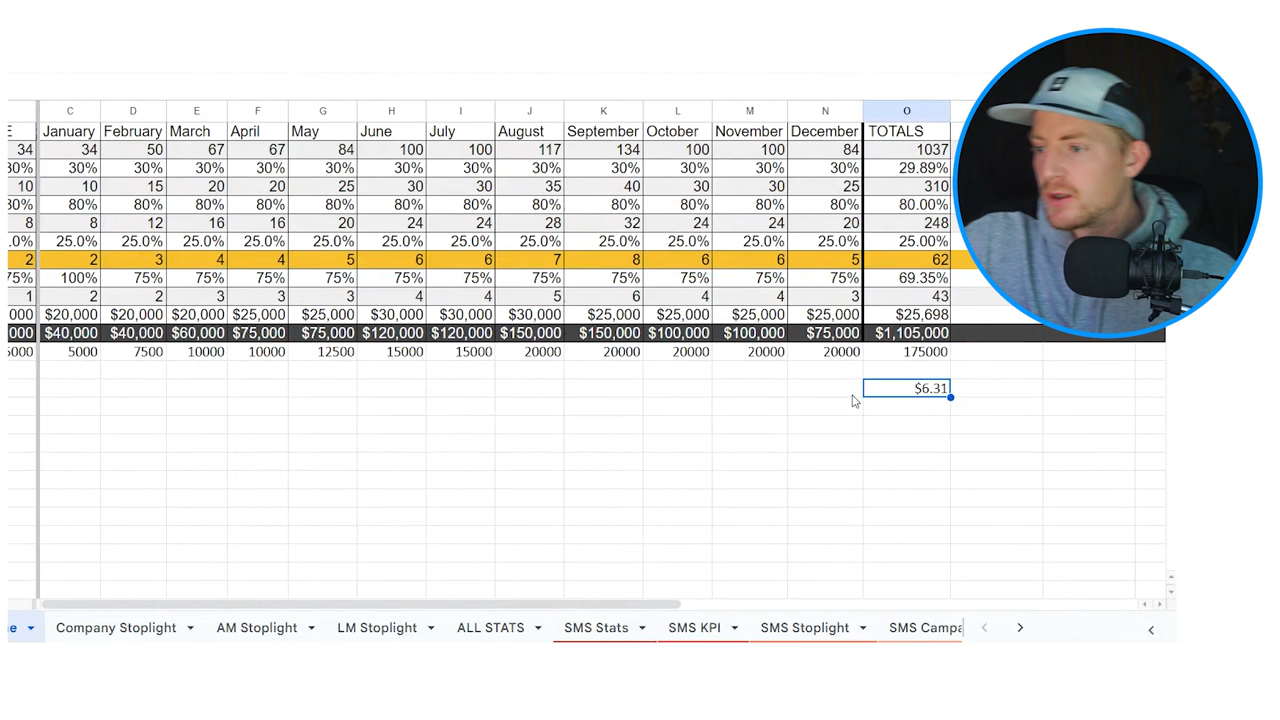 C D E F G H I J K L M N O
E January February March April May June July August September October November December TOTALS
34 34 50 67 67 84 100 100 117 134 100 100 84 1037
30% 30% 30% 30% 30% 30% 30% 30% 30% 30% 30% 30% 30% 29.89%
10 10 15 20 20 25 30 30 35 40 30 30 25 310
80% 80% 80% 80% 80% 80% 80% 80% 80% 80% 80% 80% 80% 80.00%
8 8 12 16 16 20 24 24 28 32 24 24 20 248
.0% 25.0% 25.0% 25.0% 25.0% 25.0% 25.0% 25.0% 25.0% 25.0% 25.0% 25.0% 25.0% 25.00%
2 2 3 4 4 5 6 6 7 8 6 6 5 62
75% 100% 75% 75% 75% 75% 75% 75% 75% 75% 75% 75% 75% 69.35%
1 2 2 3 3 3 4 4 5 6 4 4 3 43
000 $20,000 $20,000 $20,000 $25,000 $25,000 $30,000 $30,000 $30,000 $25,000 $25,000 $25,000 $25,000 $25,698
000 $40,000 $40,000 $60,000 $75,000 $75,000 $120,000 $120,000 $150,000 $150,000 $100,000 $100,000 $75,000 $1,105,000
5000 5000 7500 10000 10000 12500 15000 15000 20000 20000 20000 20000 20000 175000
$6.31
e Company Stoplight AM Stoplight LM Stoplight ALL STATS SMS Stats SMS KPI SMS Stoplight SMS Campa